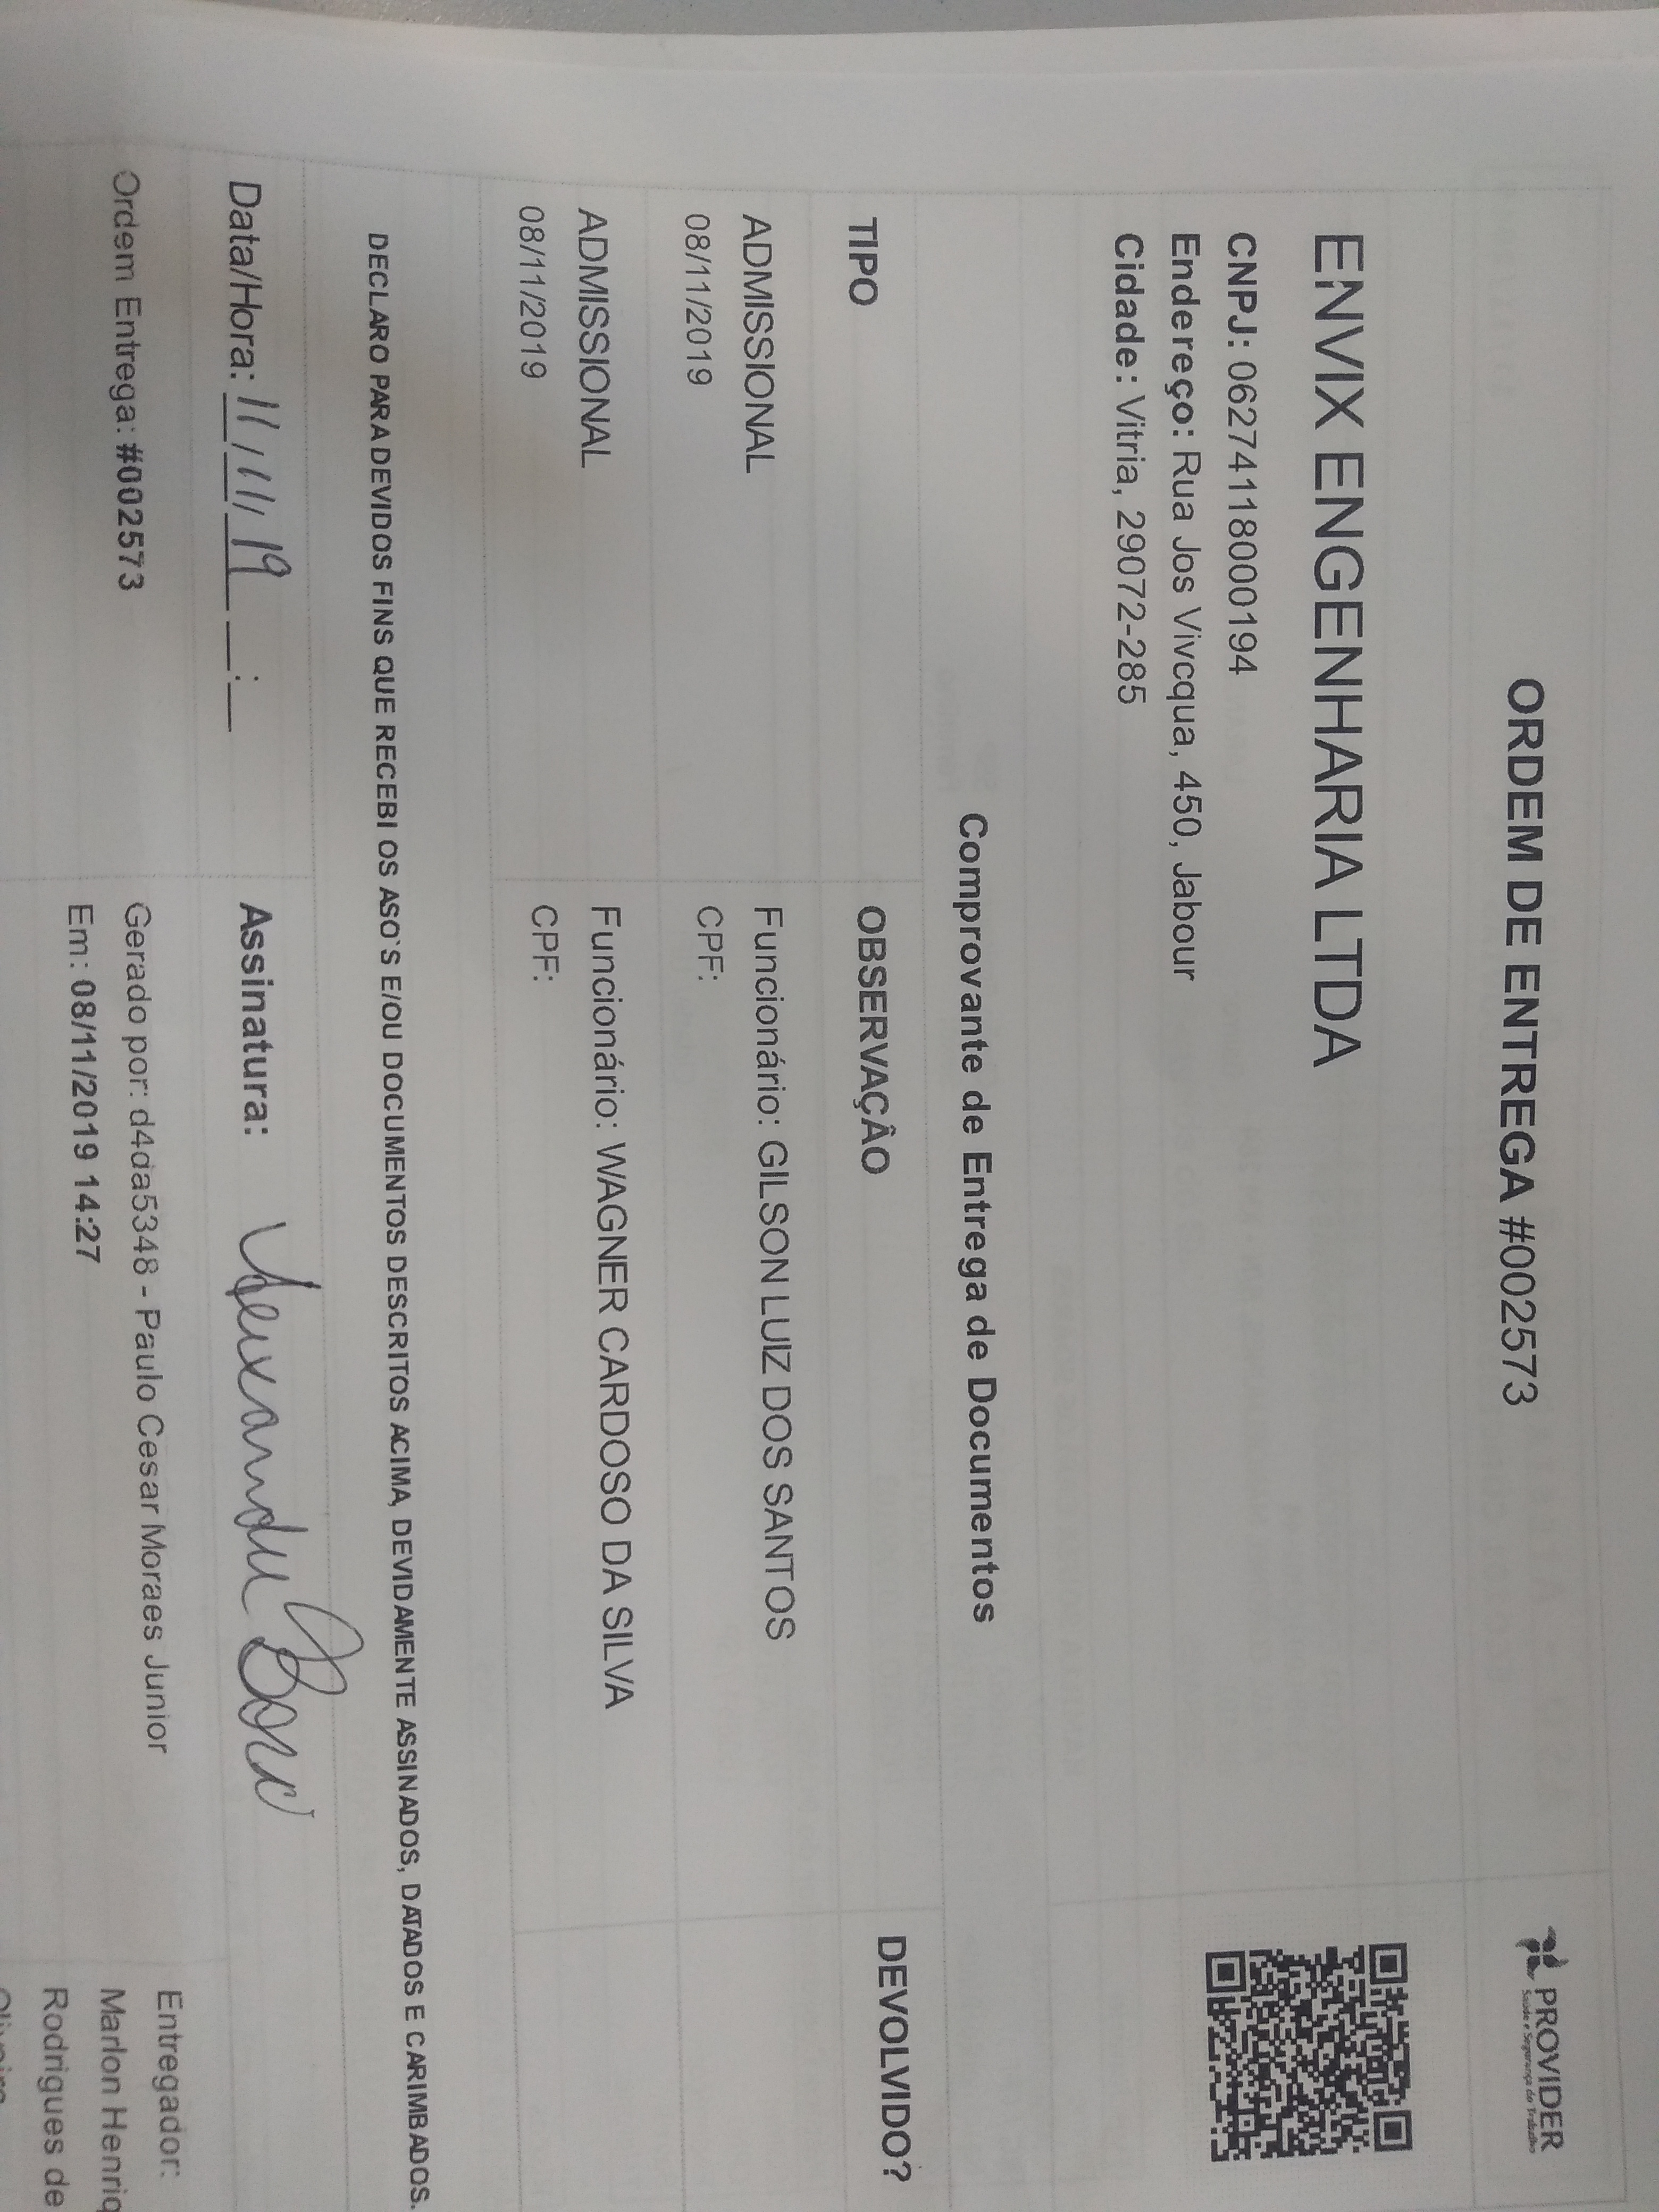 ORDEM DE ENTREGA #002573
PROVIDER
Saúde e Segurança do Trabalho
ENVIX ENGENHARIA LTDA
CNPJ: 06274118000194
Endereço: Rua Jos Vivcqua, 450, Jabour
Cidade: Vitria, 29072-285
Comprovante de Entrega de Documentos
TIPO OBSERVAÇÂO DEVOLVIDO?
ADMISSIONAL Funcionário: GILSON LUIZ DOS SANTOS
08/11/2019 CPF:
ADMISSIONAL Funcionário: WAGNER CARDOSO DA SILVA
08/11/2019 CPF:
DECLARO PARA DEVIDOS FINS QUE RECEBI OS ASO`S E/OU DOCUMENTOS DESCRITOS ACIMA, DEVIDAMENTE ASSINADOS, DATADOS E CARIMBADOS.
Data/Hora: 11/11/19 __:__ Assinatura:
Ordem Entrega: #002573
Gerado por: d4da5348 - Paulo Cesar Moraes Junior
Em: 08/11/2019 14:27
Entregador:
Marlon Henriq
Rodrigues de